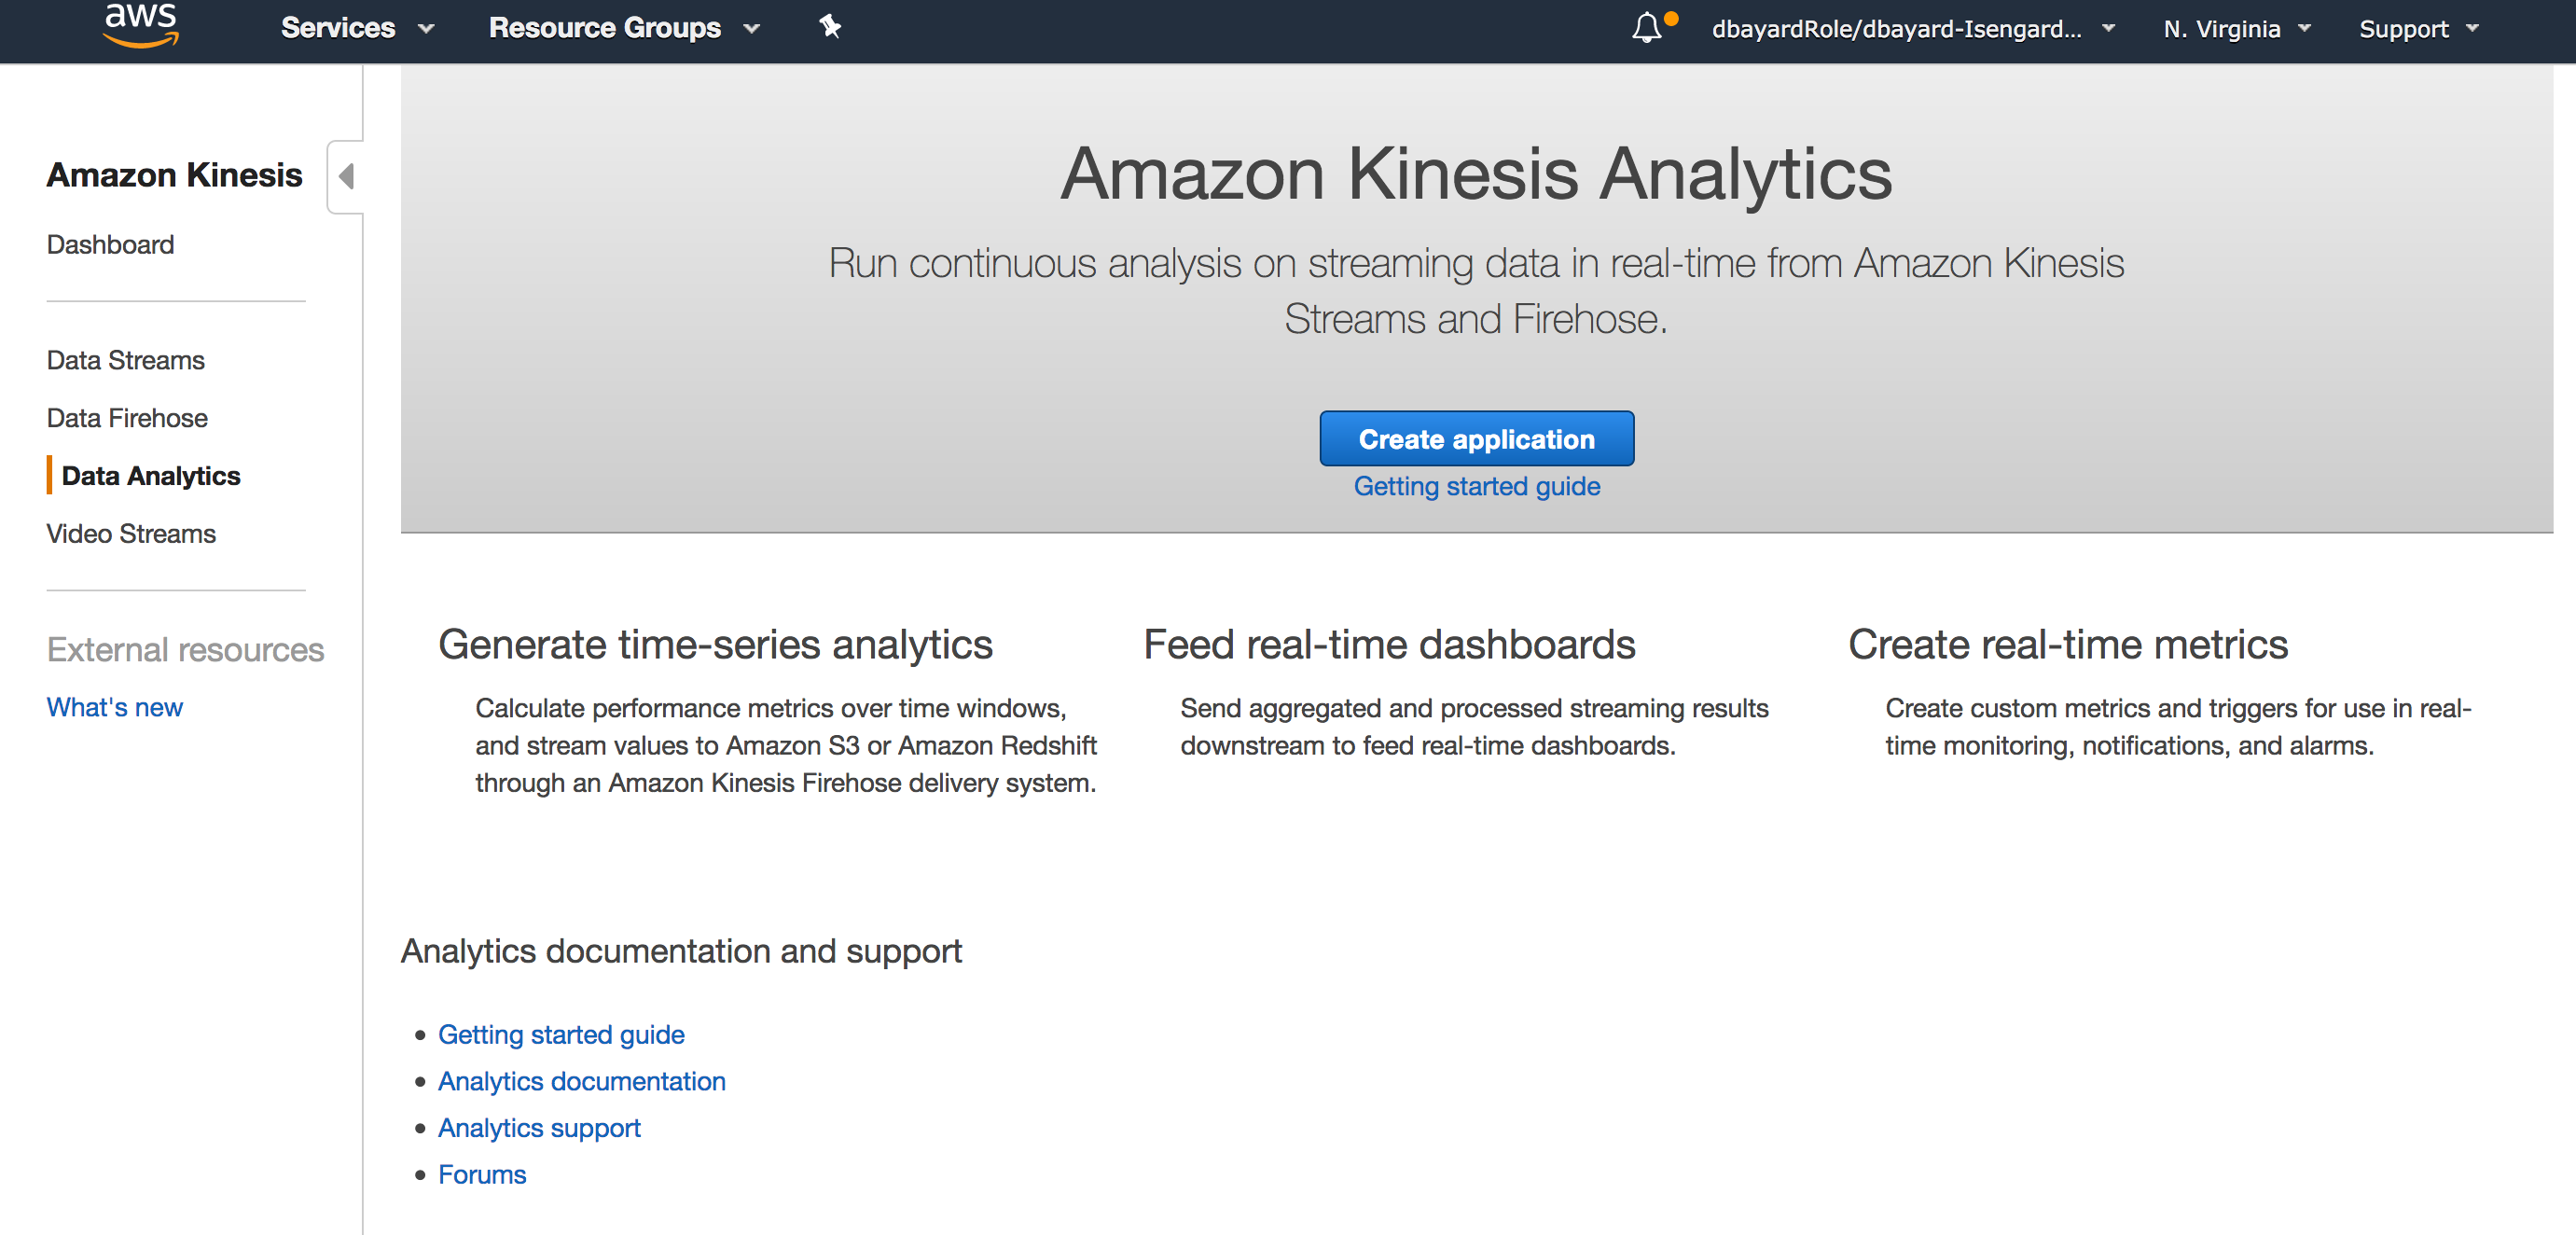 aws
Services
Resource Groups
dbayardRole/dbayard-Isengard...
N. Virginia
Support
Amazon Kinesis
Dashboard
Data Streams
Data Firehose
Data Analytics
Video Streams
External resources
What's new
Amazon Kinesis Analytics
Run continuous analysis on streaming data in real-time from Amazon Kinesis
Streams and Firehose.
Create application
Getting started guide
Generate time-series analytics
Calculate performance metrics over time windows,
and stream values to Amazon S3 or Amazon Redshift
through an Amazon Kinesis Firehose delivery system.
Feed real-time dashboards
Send aggregated and processed streaming results
downstream to feed real-time dashboards.
Create real-time metrics
Create custom metrics and triggers for use in real-
time monitoring, notifications, and alarms.
Analytics documentation and support
Getting started guide
Analytics documentation
Analytics support
Forums